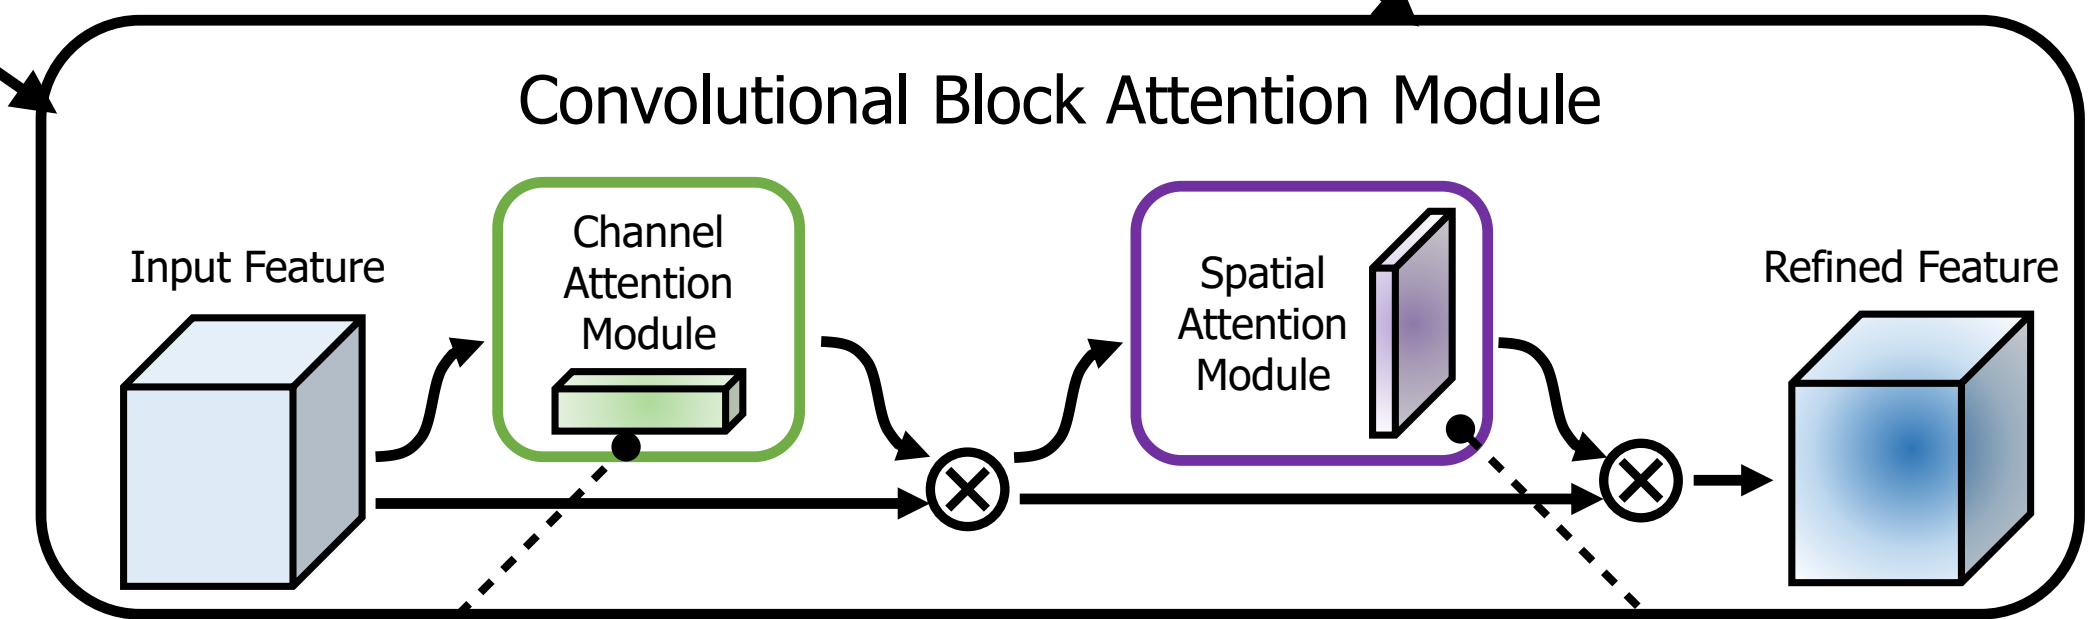 Convolutional Block Attention Module
Input Feature
Channel
Attention
Module
Spatial
Attention
Module
Refined Feature